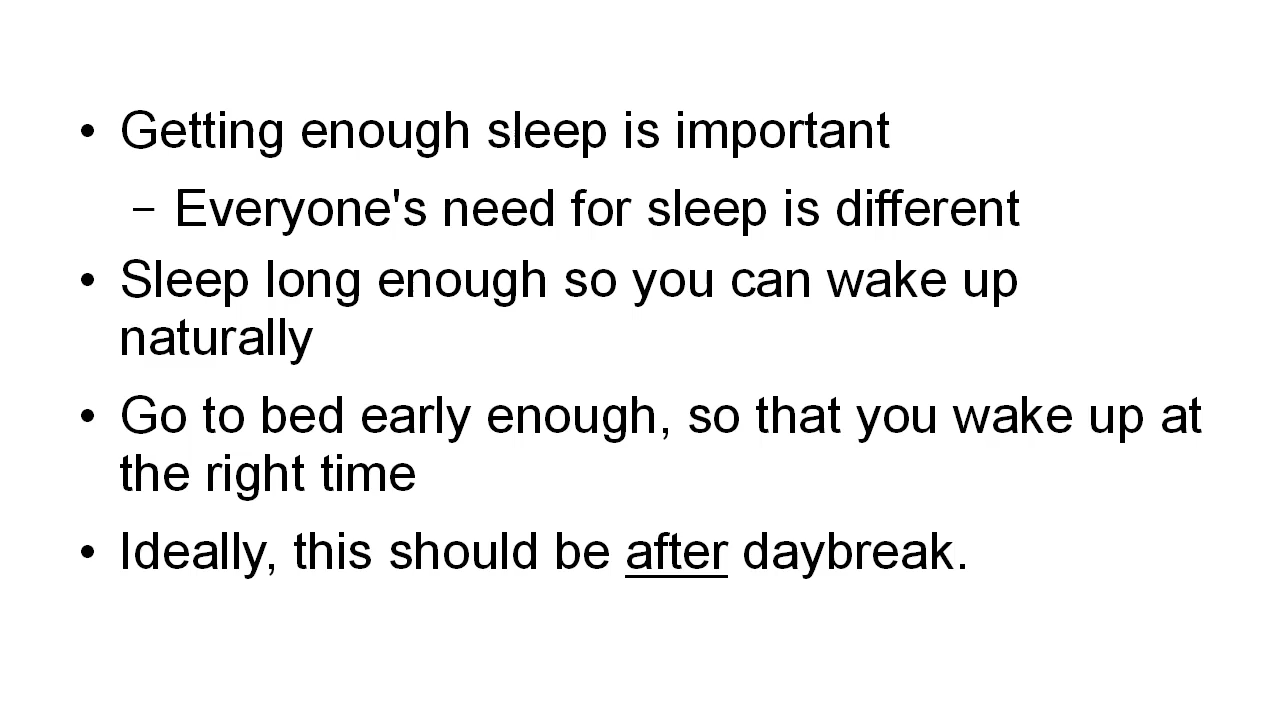 • Getting enough sleep is important
– Everyone's need for sleep is different
• Sleep long enough so you can wake up
naturally
• Go to bed early enough, so that you wake up at
the right time
• Ideally, this should be after daybreak.